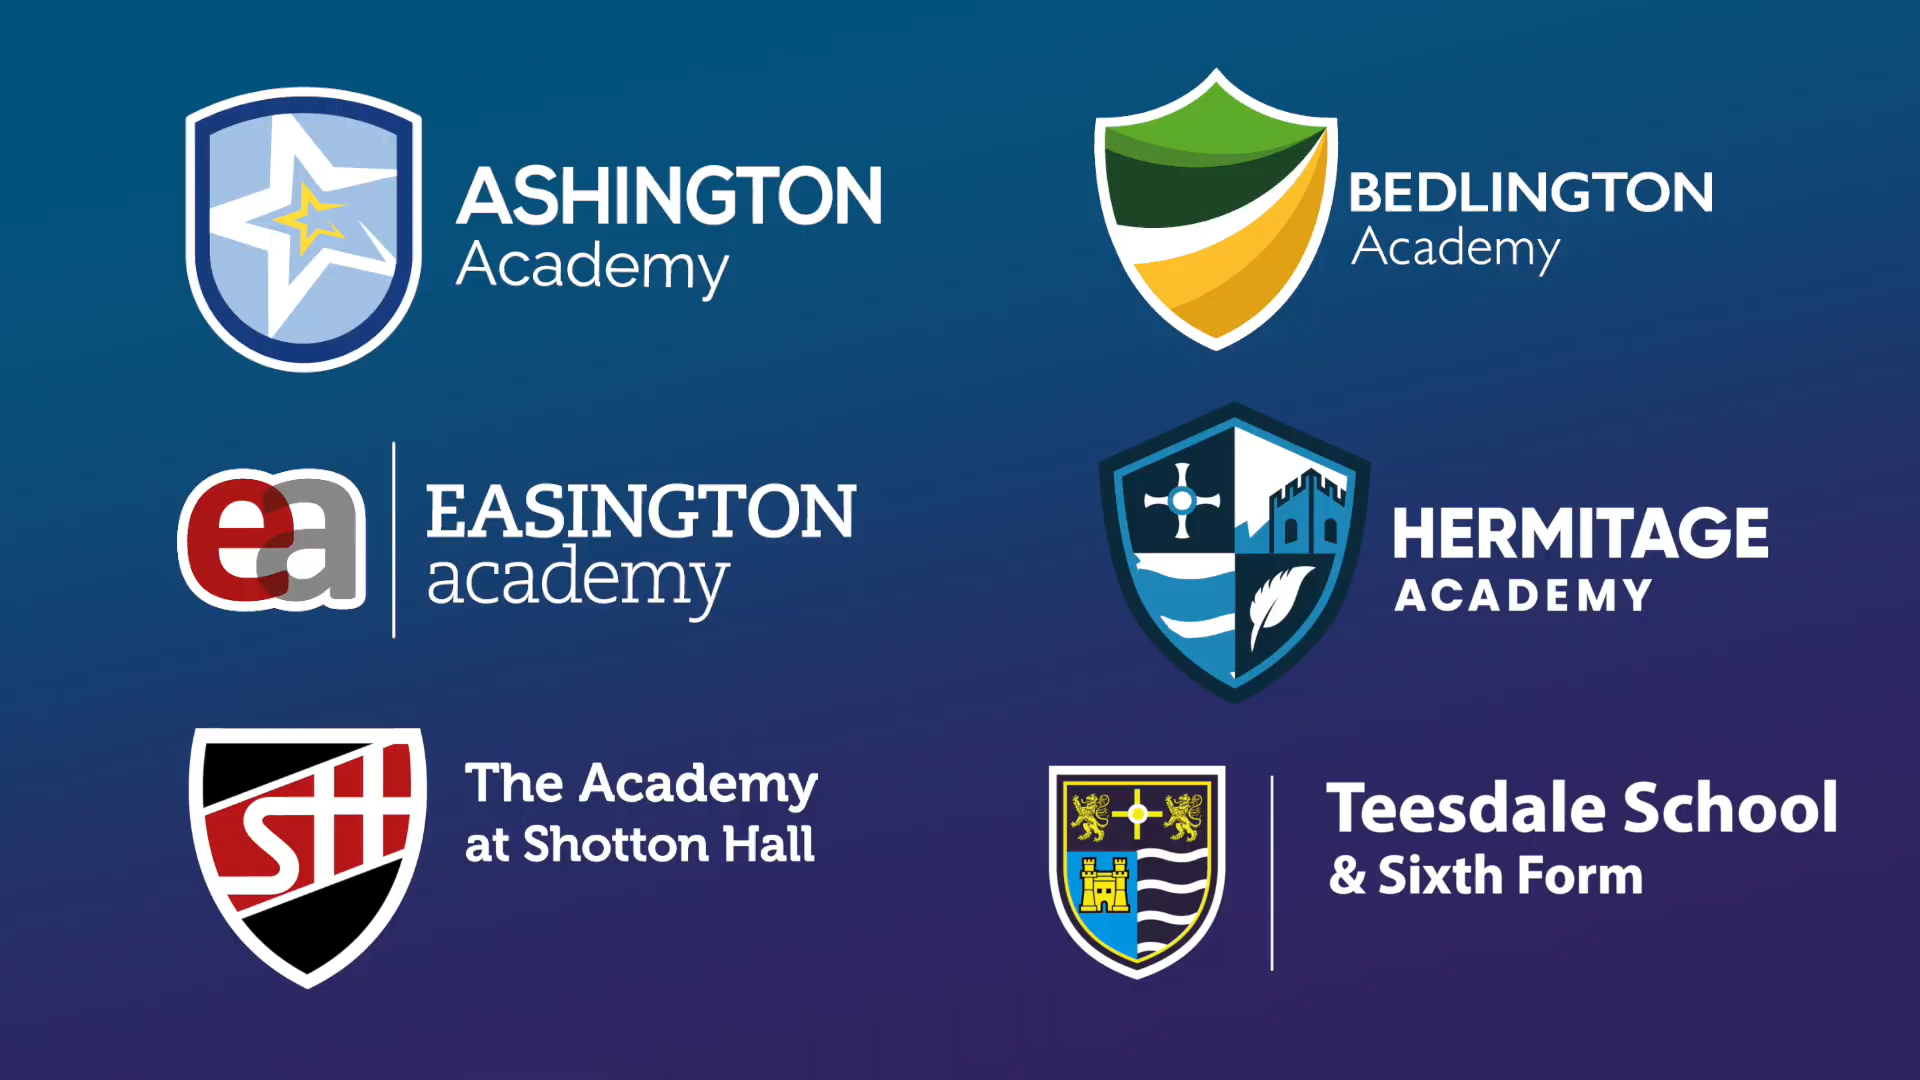 ASHINGTON
Academy
BEDLINGTON
Academy
ea
EASINGTON
academy
HERMITAGE
ACADEMY
SH
The Academy
at Shotton Hall
Teesdale School
& Sixth Form